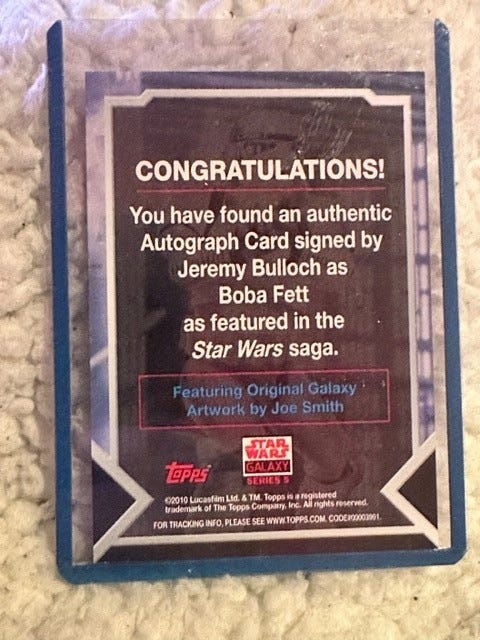 CONGRATULATIONS!
You have found an authentic
Autograph Card signed by
Jeremy Bulloch as
Boba Fett
as featured in the
Star Wars saga.
Featuring Original Galaxy
Artwork by Joe Smith
Topps
STAR
WARS
GALAXY
SERIES 5
©2010 Lucasfilm Ltd. & TM. Topps is a registered
trademark of The Topps Company, Inc. All rights reserved.
FOR TRACKING INFO, PLEASE SEE WWW.TOPPS.COM. CODE#00003991.